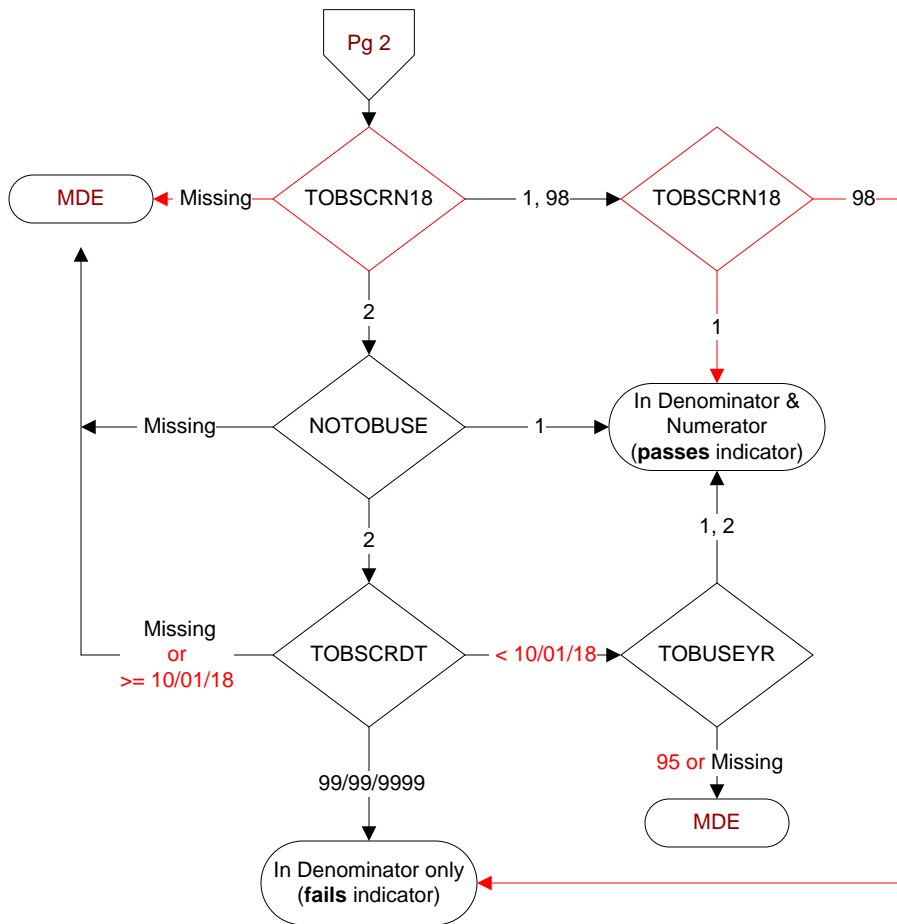 Pg 2
MDE
Missing
TOBSCRN18
1, 98
TOBSCRN18
98
2
1
Missing
NOTOBUSE
1
In Denominator &
Numerator
(passes indicator)
2
1, 2
Missing
or
>= 10/01/18
TOBSCRDT
< 10/01/18
TOBUSEYR
99/99/9999
95 or Missing
MDE
In Denominator only
(fails indicator)